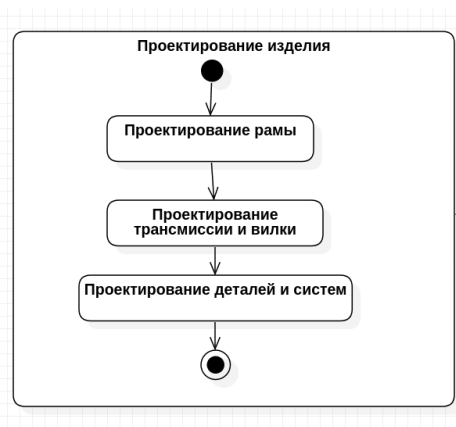 Проектирование изделия
Проектирование рамы
Проектирование
трансмиссии и вилки
Проектирование деталей и систем